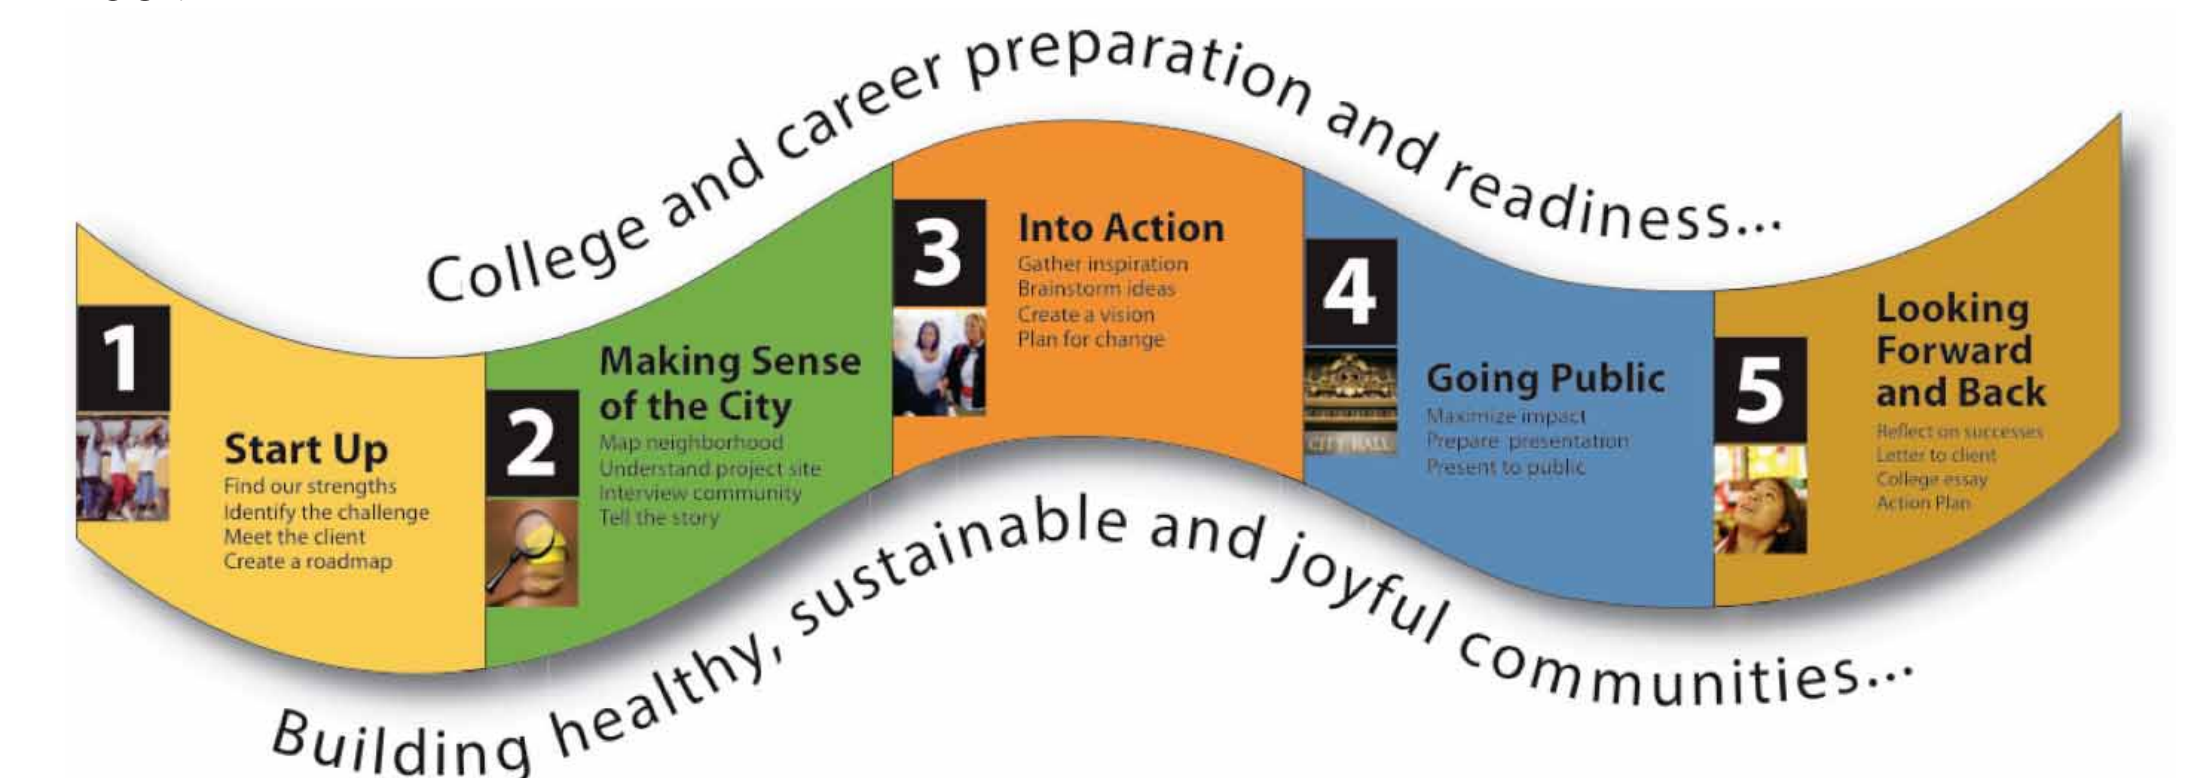 College and career preparation and readiness...
1
Start Up
Find our strengths
Identify the challenge
Meet the client
Create a roadmap
2
Making Sense
of the City
Map neighborhood
Understand project site
Interview community
Tell the story
3
Into Action
Gather inspiration
Brainstorm ideas
Create a vision
Plan for change
4
CITY HALL
Going Public
Maximize impact
Prepare presentation
Present to public
5
Looking
Forward
and Back
Reflect on successes
Letter to client
College essay
Action Plan
Building healthy, sustainable and joyful communities...